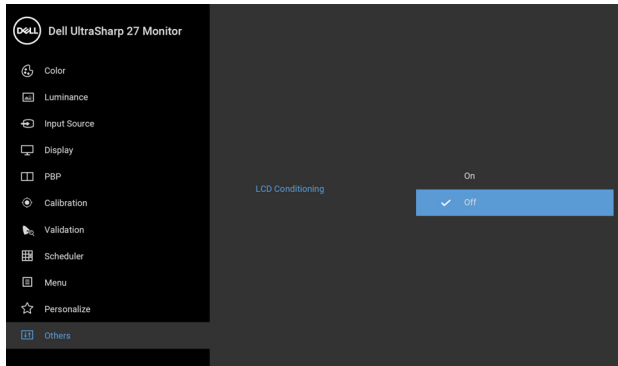 DELL
Dell UltraSharp 27 Monitor
Color
Luminance
Input Source
Display
PBP
Calibration
Validation
Scheduler
Menu
Personalize
Others
LCD Conditioning
On
Off